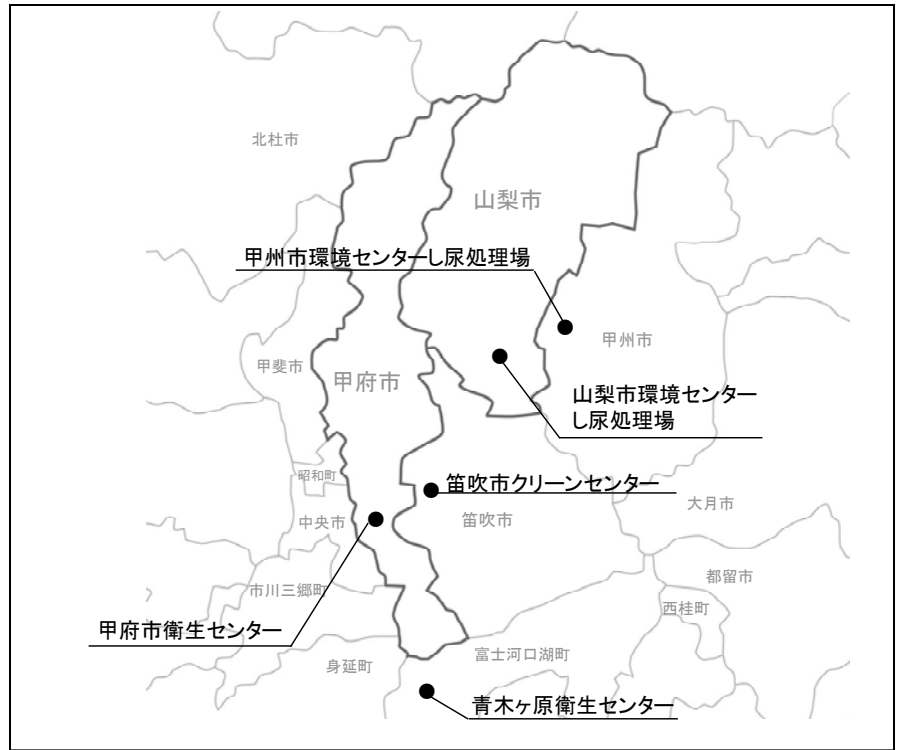 北杜市
山梨市
甲州市環境センターし尿処理場
甲州市
甲斐市
甲府市
山梨市環境センター
し尿処理場
昭和町
笛吹市クリーンセンター
大月市
中央市
笛吹市
都留市
市川三郷町
西桂町
甲府市衛生センター
身延町
富士河口湖町
青木ヶ原衛生センター